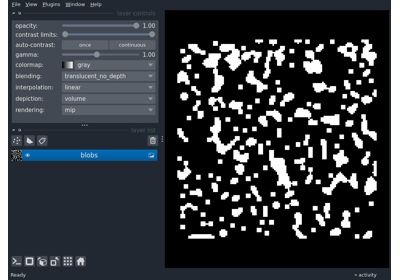 File View Plugins Window Help
layer controls
opacity: 1.00
contrast limits:
auto-contrast: once continuous
gamma: 1.00
colormap: gray
blending: translucent_no_depth
interpolation: linear
depiction: volume
rendering: mip
layer list
blobs
Ready activity